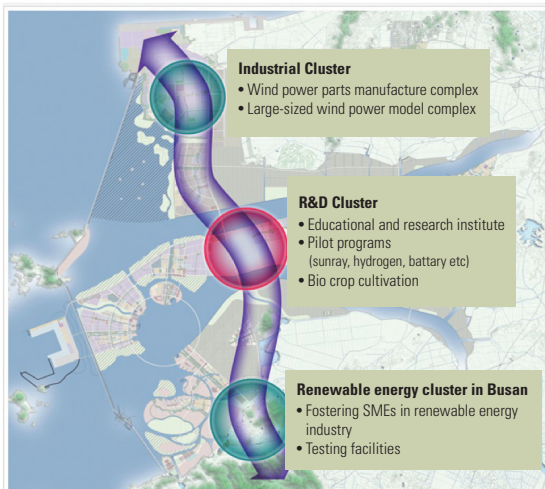 Industrial Cluster
• Wind power parts manufacture complex
• Large-sized wind power model complex
R&D Cluster
• Educational and research institute
• Pilot programs
(sunray, hydrogen, battary etc)
• Bio crop cultivation
Renewable energy cluster in Busan
• Fostering SMEs in renewable energy
industry
• Testing facilities